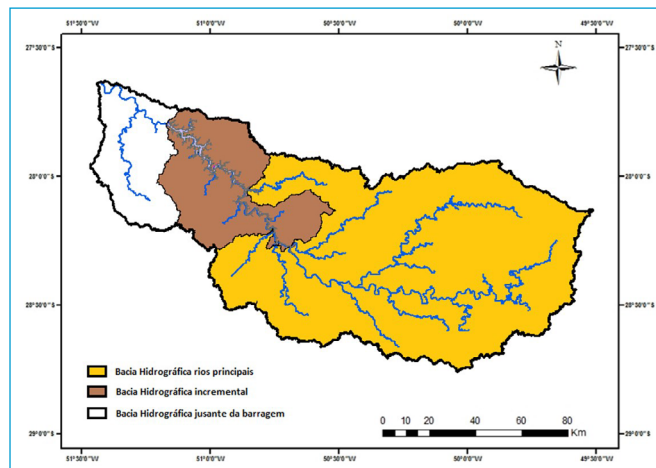 51°30'0"W 51°0'0"W 50°30'0"W 50°0'0"W 49°30'0"W
27°30'0"S 27°30'0"S
N
28°0'0"S 28°0'0"S
28°30'0"S 28°30'0"S
29°0'0"S 29°0'0"S
Bacia Hidrográfica rios principais
Bacia Hidrográfica incremental
Bacia Hidrográfica jusante da barragem
0 10 20 40 60 80
Km
51°30'0"W 51°0'0"W 50°30'0"W 50°0'0"W 49°30'0"W